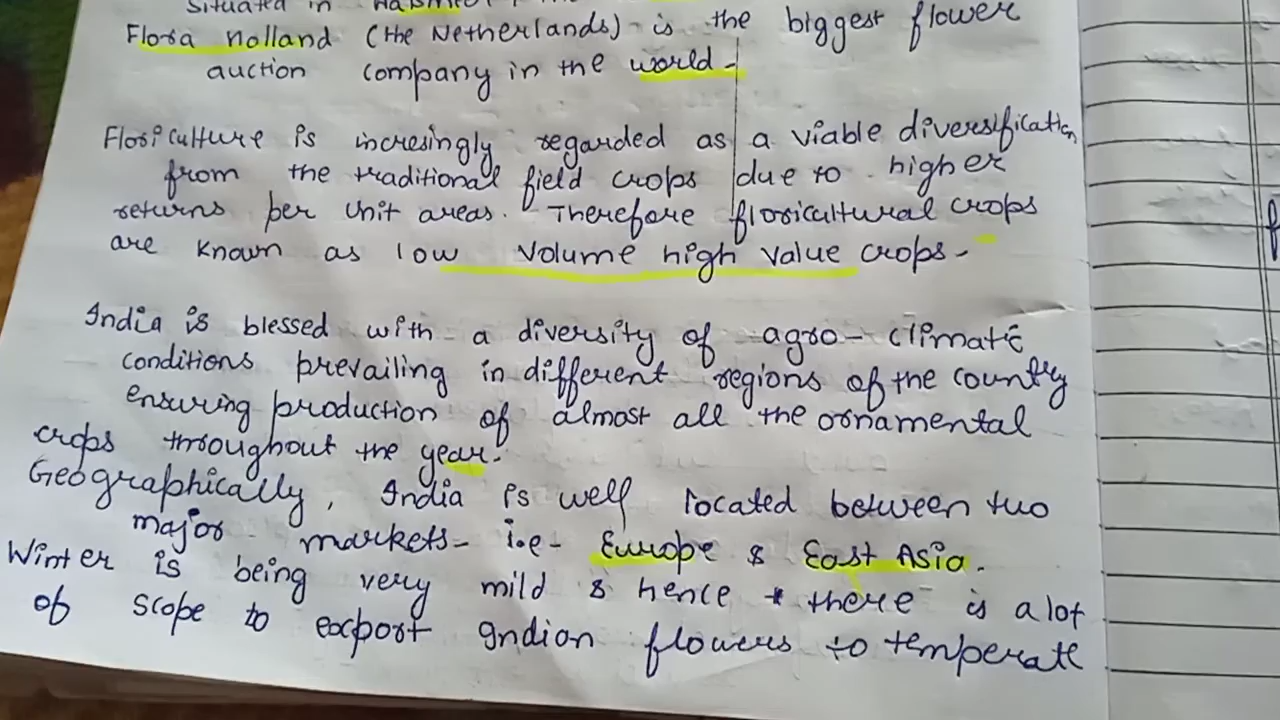 situated in
Flora Holland (the Netherlands) is the biggest flower
auction company in the world-
Floriculture is incresingly regarded as a viable diversification
from the traditional field crops due to higher
returns per unit areas. Therefore floricultural crops
are known as low volume high value crops-
India is blessed with a diversity of agro-climatic
conditions prevailing in different regions of the country
ensuring production of almost all the ornamental
crops throughout the year.
Geographically, India is well located between two
major markets- i.e- Europe & East Asia.
Winter is being very mild & hence there is a lot
of scope to export Indian flowers to temperate